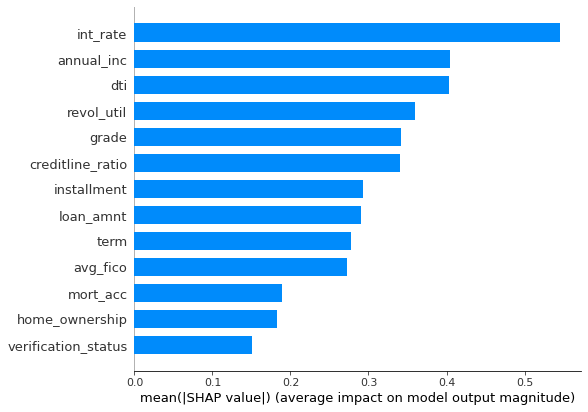 int_rate
annual_inc
dti
revol_util
grade
creditline_ratio
installment
loan_amnt
term
avg_fico
mort_acc
home_ownership
verification_status
0.0 0.1 0.2 0.3 0.4 0.5
mean(|SHAP value|) (average impact on model output magnitude)